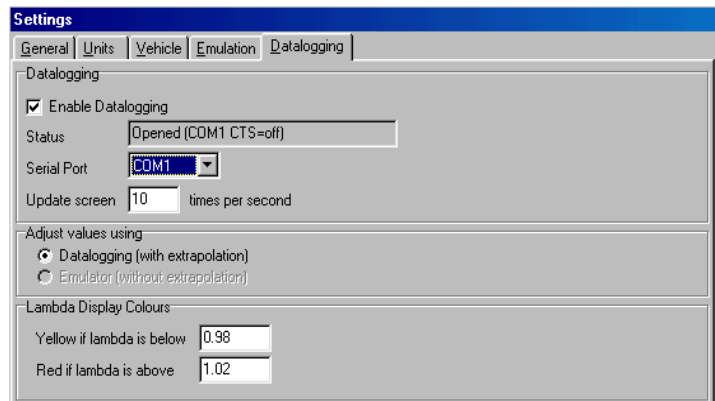 Settings
General Units Vehicle Emulation Datalogging
Datalogging
Enable Datalogging
Status Opened (COM1 CTS=off)
Serial Port COM1
Update screen 10 times per second
Adjust values using
Datalogging (with extrapolation)
Emulator (without extrapolation)
Lambda Display Colours
Yellow if lambda is below 0.98
Red if lambda is above 1.02